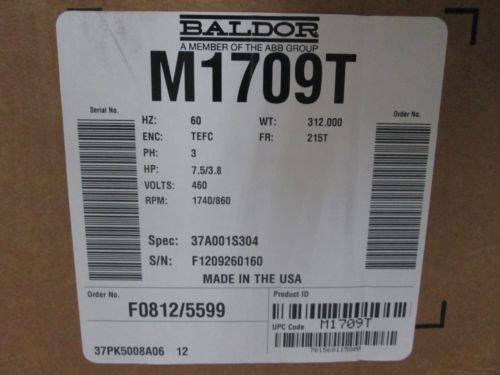 BALDOR
A MEMBER OF THE ABB GROUP
M1709T
Serial No.
Order No.
HZ: 60 WT: 312.000
ENC: TEFC FR: 215T
PH: 3
HP: 7.5/3.8
VOLTS: 460
RPM: 1740/860
Spec: 37A001S304
S/N: F1209260160
MADE IN THE USA
Order No.
F0812/5599
Product ID
UPC Code M1709T
781568115800
37PK5008A06 12